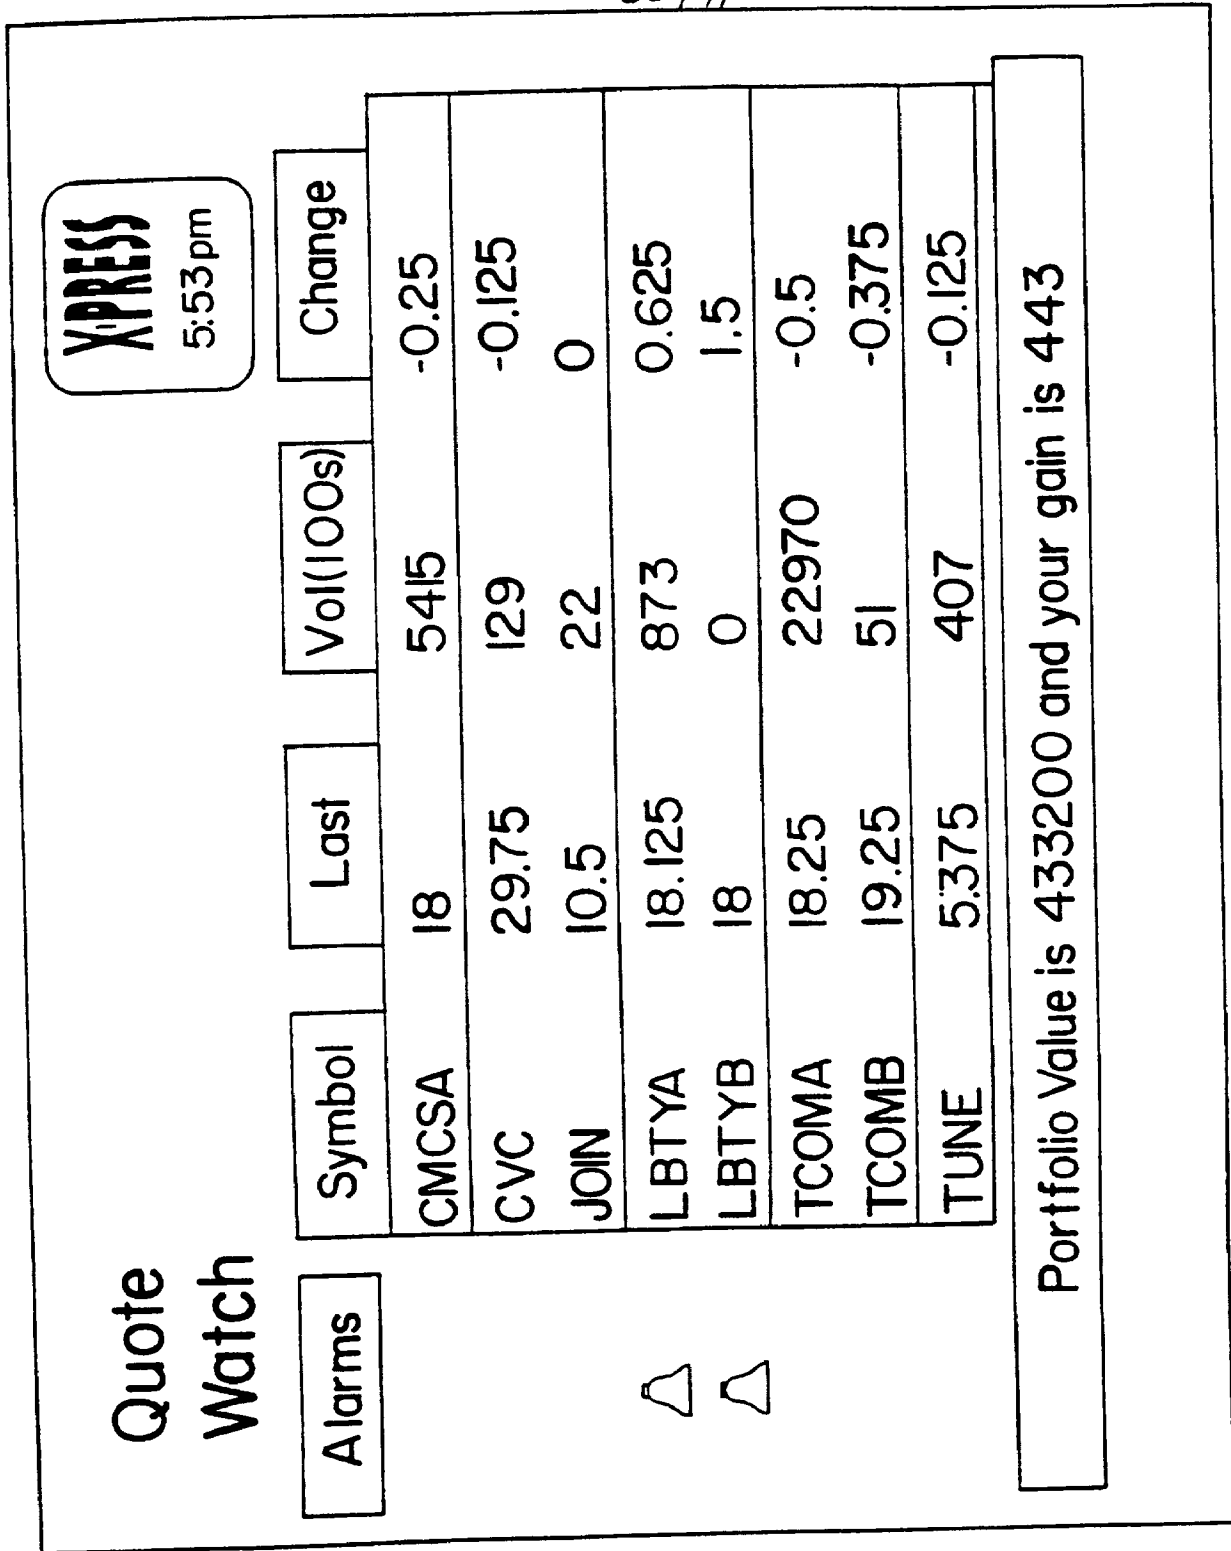 Quote
Watch
X·PRESS
5:53pm
Alarms Symbol Last Vol(100s) Change
CMCSA 18 5415 -0.25
CVC 29.75 129 -0.125
JOIN 10.5 22 0
LBTYA 18.125 873 0.625
LBTYB 18 0 1.5
TCOMA 18.25 22970 -0.5
TCOMB 19.25 51 -0.375
TUNE 5.375 407 -0.125
Portfolio Value is 433200 and your gain is 443